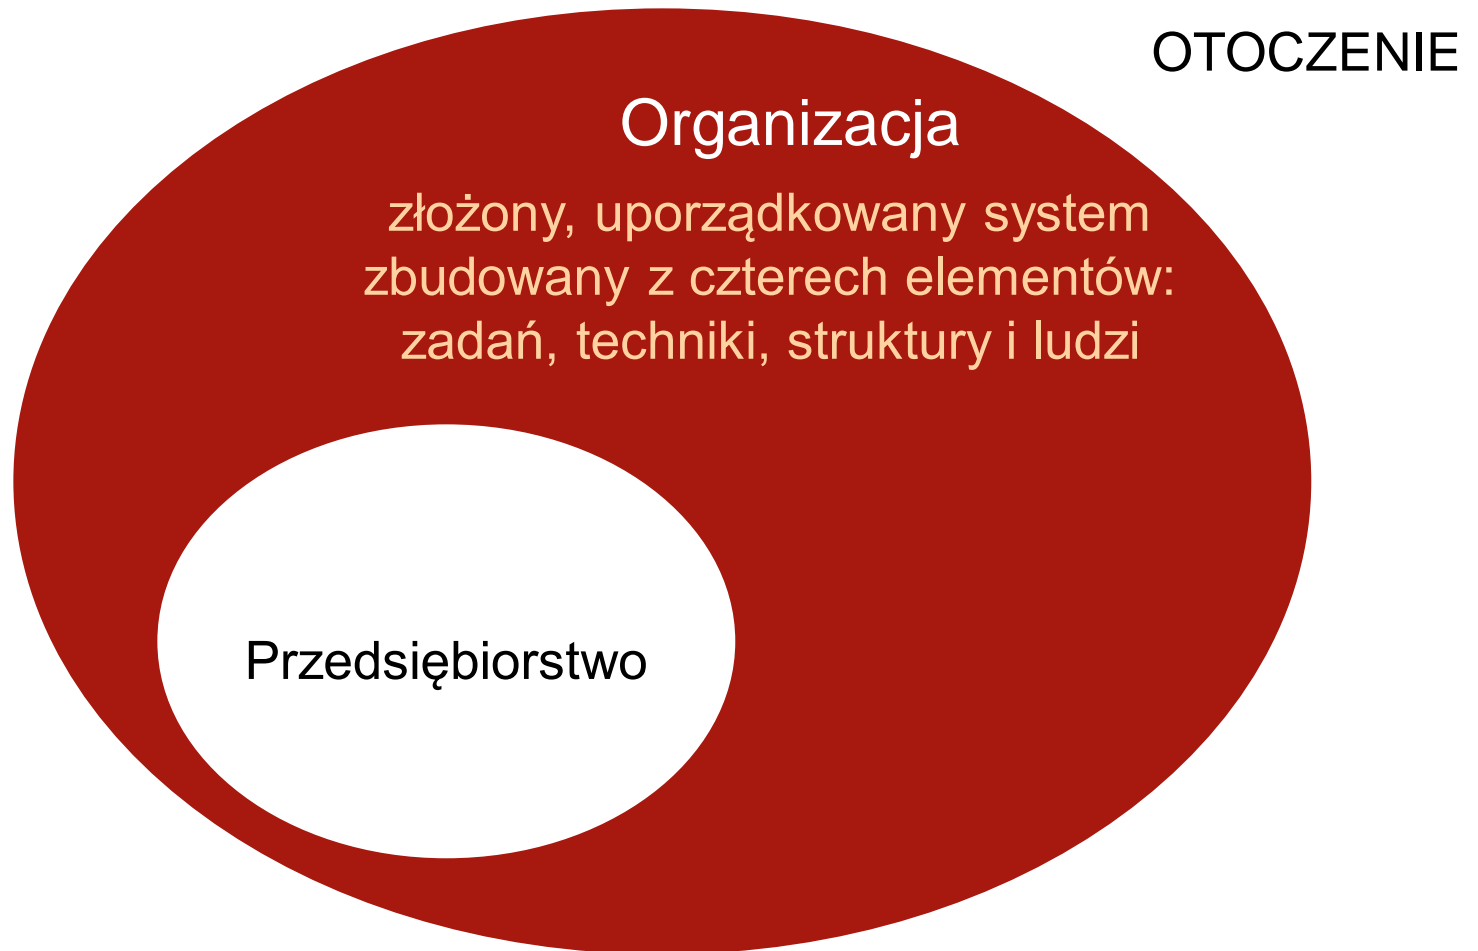 OTOCZENIE
Organizacja
złożony, uporządkowany system
zbudowany z czterech elementów:
zadań, techniki, struktury i ludzi
Przedsiębiorstwo